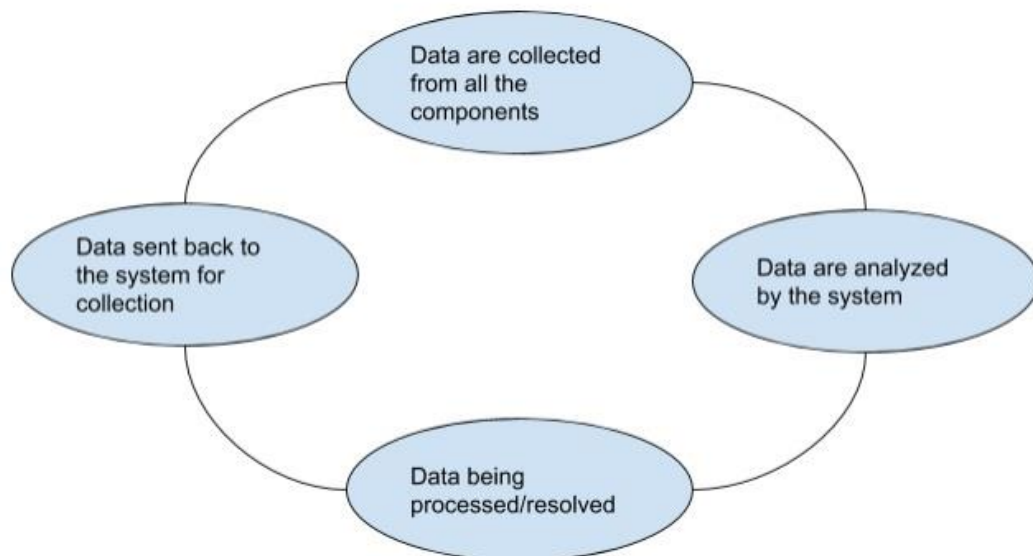 Data are collected
from all the
components
Data sent back to
the system for
collection
Data are analyzed
by the system
Data being
processed/resolved